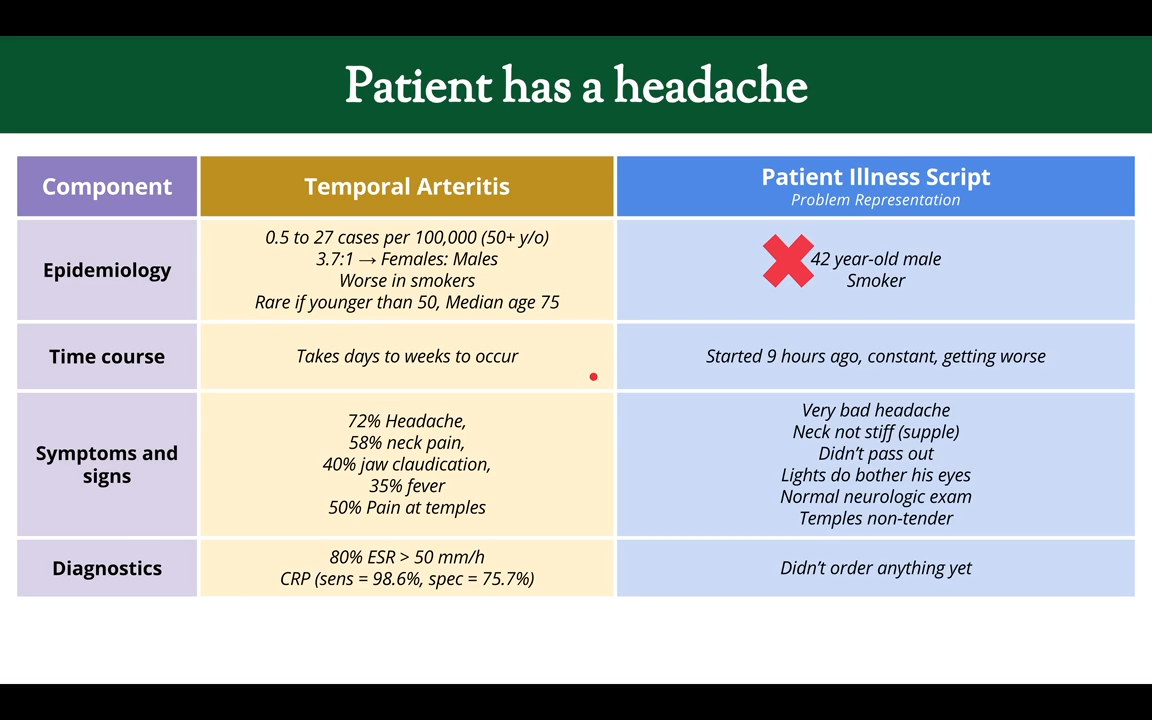 Patient has a headache
Component
Temporal Arteritis
Patient Illness Script
Problem Representation
Epidemiology
0.5 to 27 cases per 100,000 (50+ y/o)
3.7:1 → Females: Males
Worse in smokers
Rare if younger than 50, Median age 75
42 year-old male
Smoker
Time course
Takes days to weeks to occur
Started 9 hours ago, constant, getting worse
Symptoms and
signs
72% Headache,
58% neck pain,
40% jaw claudication,
35% fever
50% Pain at temples
Very bad headache
Neck not stiff (supple)
Didn’t pass out
Lights do bother his eyes
Normal neurologic exam
Temples non-tender
Diagnostics
80% ESR > 50 mm/h
CRP (sens = 98.6%, spec = 75.7%)
Didn’t order anything yet